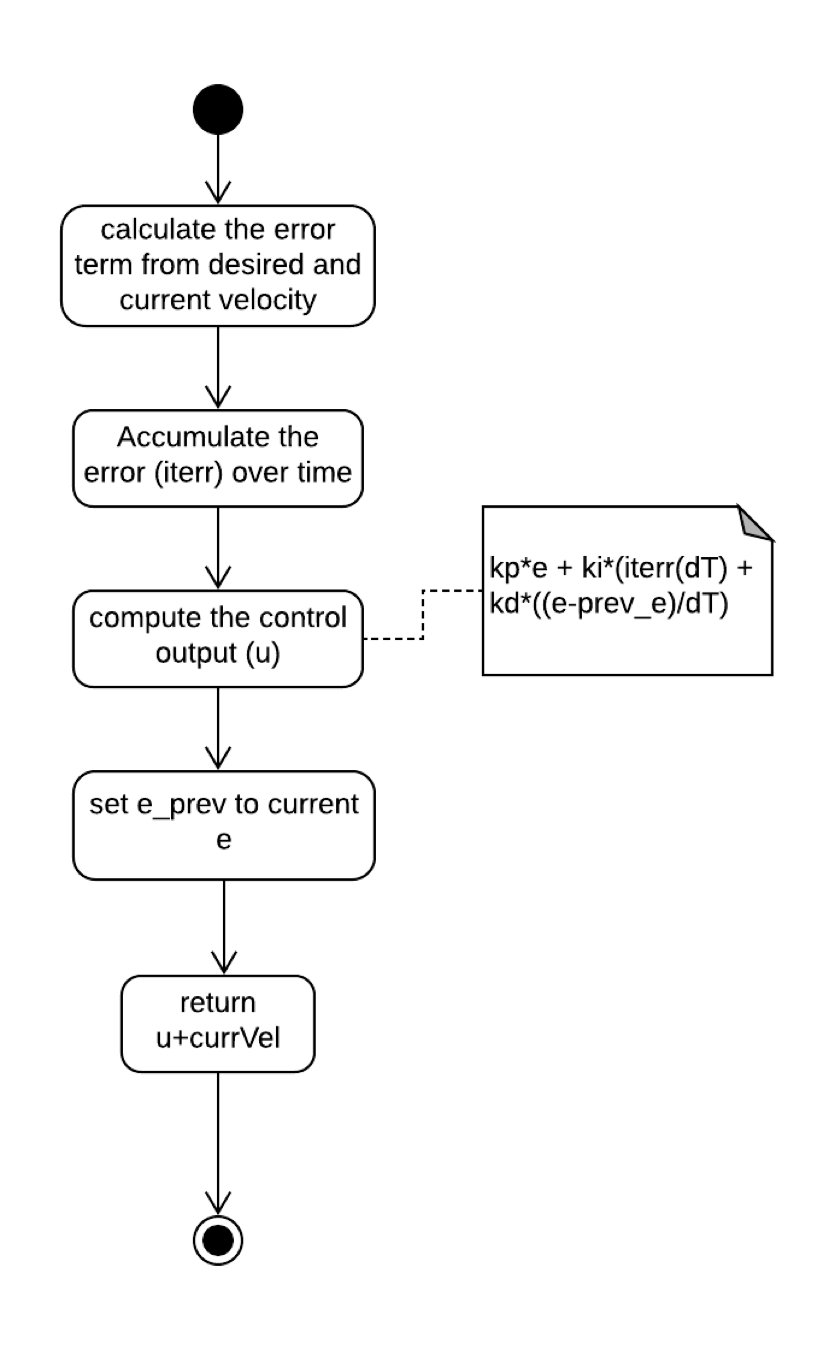 calculate the error
term from desired and
current velocity
Accumulate the
error (iterr) over time
compute the control
output (u)
kp*e + ki*(iterr(dT) +
kd*((e-prev_e)/dT)
set e_prev to current
e
return
u+currVel